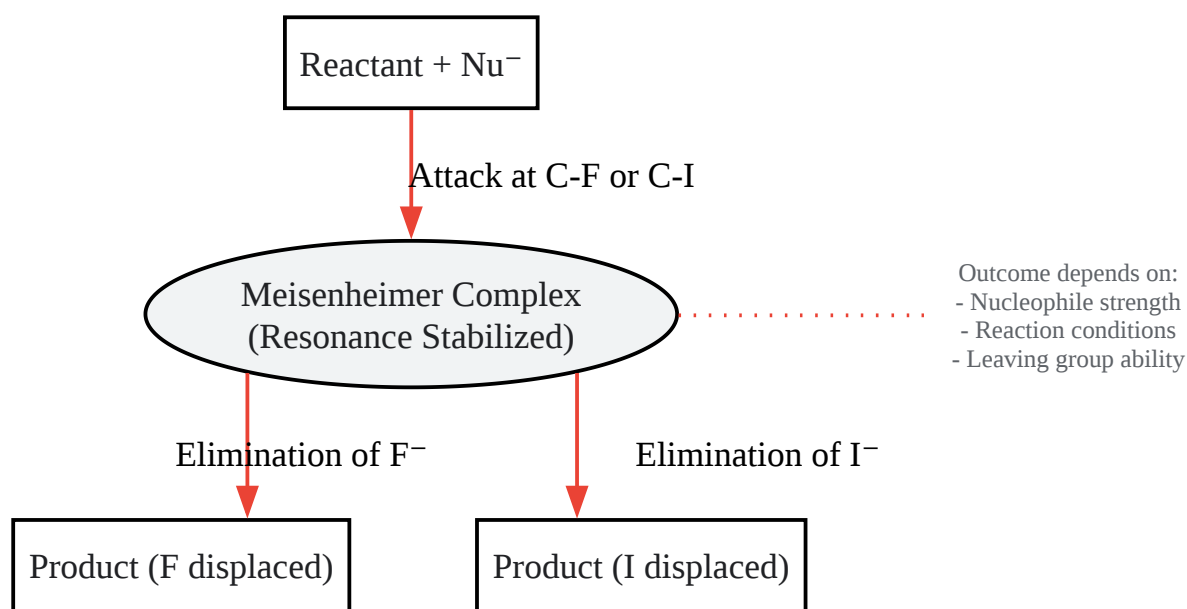 Reactant + Nu⁻
Attack at C-F or C-I
Meisenheimer Complex
(Resonance Stabilized)
Outcome depends on:
- Nucleophile strength
- Reaction conditions
- Leaving group ability
Elimination of F⁻
Elimination of I⁻
Product (F displaced)
Product (I displaced)